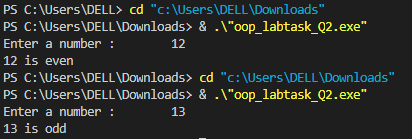 PS C:\Users\DELL> cd "c:\Users\DELL\Downloads"
PS C:\Users\DELL\Downloads> & .\"oop_labtask_Q2.exe"
Enter a number :        12
12 is even
PS C:\Users\DELL\Downloads> cd "c:\Users\DELL\Downloads"
PS C:\Users\DELL\Downloads> & .\"oop_labtask_Q2.exe"
Enter a number :        13
13 is odd